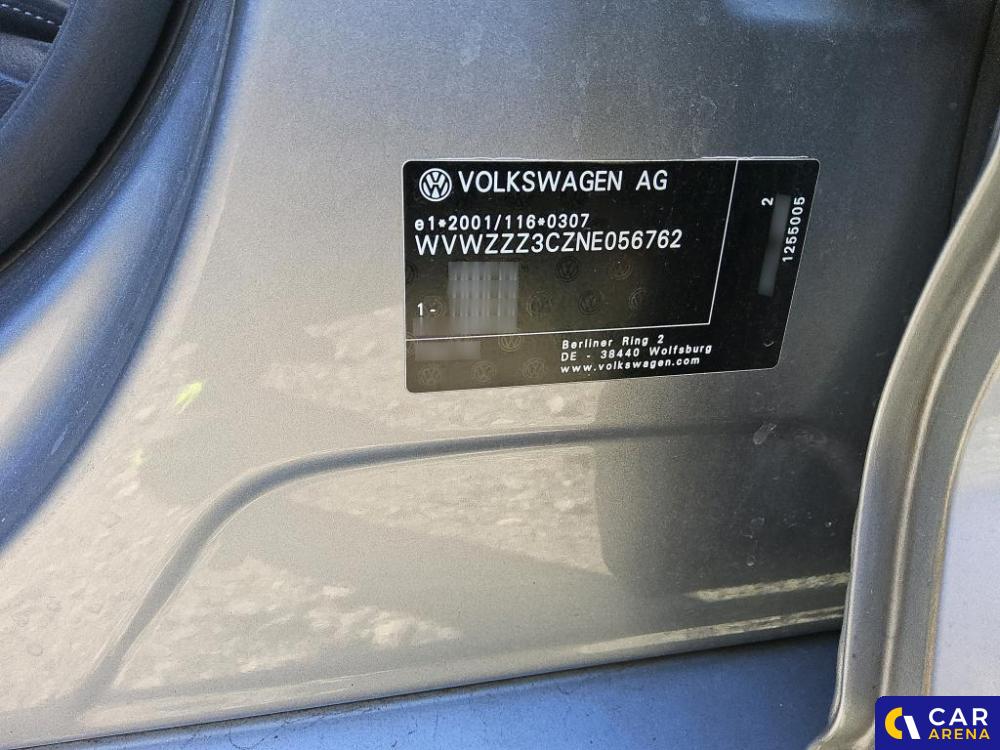 VOLKSWAGEN AG
e1*2001/116*0307
WVWZZZ3CZNE056762
1-
Berliner Ring 2
DE - 38440 Wolfsburg
www.volkswagen.com
2
1255005
CAR
ARENA